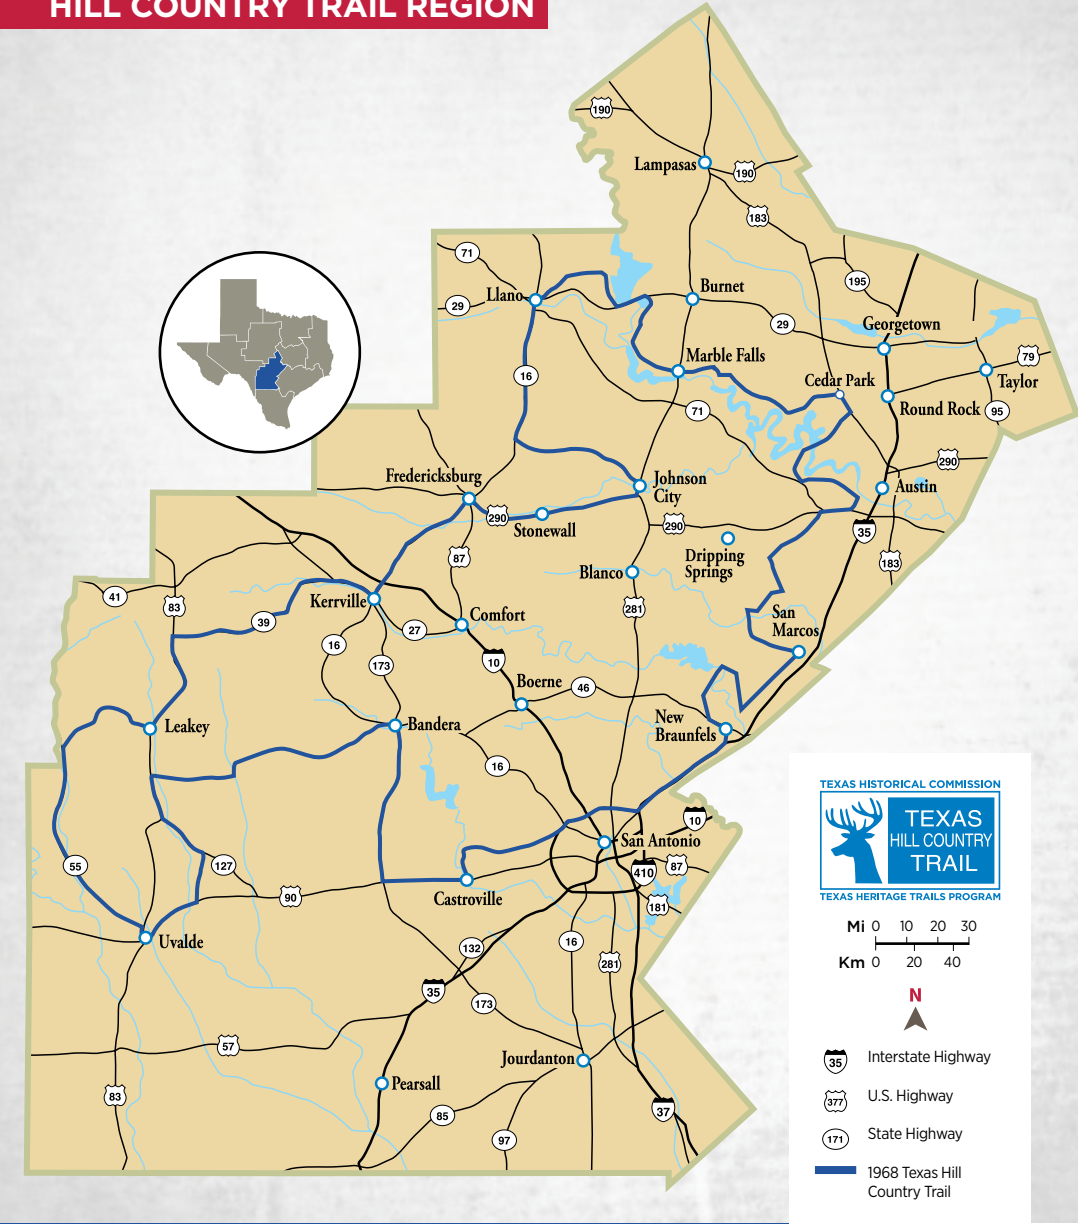 HILL COUNTRY TRAIL REGION
190
Lampasas
190
183
71
195
Llano
29
Burnet
29
Georgetown
Marble Falls
79
16
Cedar Park
Taylor
71
Round Rock
95
290
Fredericksburg
Johnson
City
Austin
290
Stonewall
290
35
87
Dripping
Springs
183
Blanco
41
83
Kerrville
281
39
Comfort
San
Marcos
27
16
173
10
Boerne
46
Leakey
Bandera
New
Braunfels
16
10
San Antonio
55
127
410
87
90
Castroville
181
Uvalde
132
16
281
35
173
57
Jourdanton
Pearsall
83
85
37
97
TEXAS HISTORICAL COMMISSION
TEXAS
HILL COUNTRY
TRAIL
TEXAS HERITAGE TRAILS PROGRAM
Mi 0 10 20 30
Km 0 20 40
N
35 Interstate Highway
377 U.S. Highway
171 State Highway
1968 Texas Hill
Country Trail